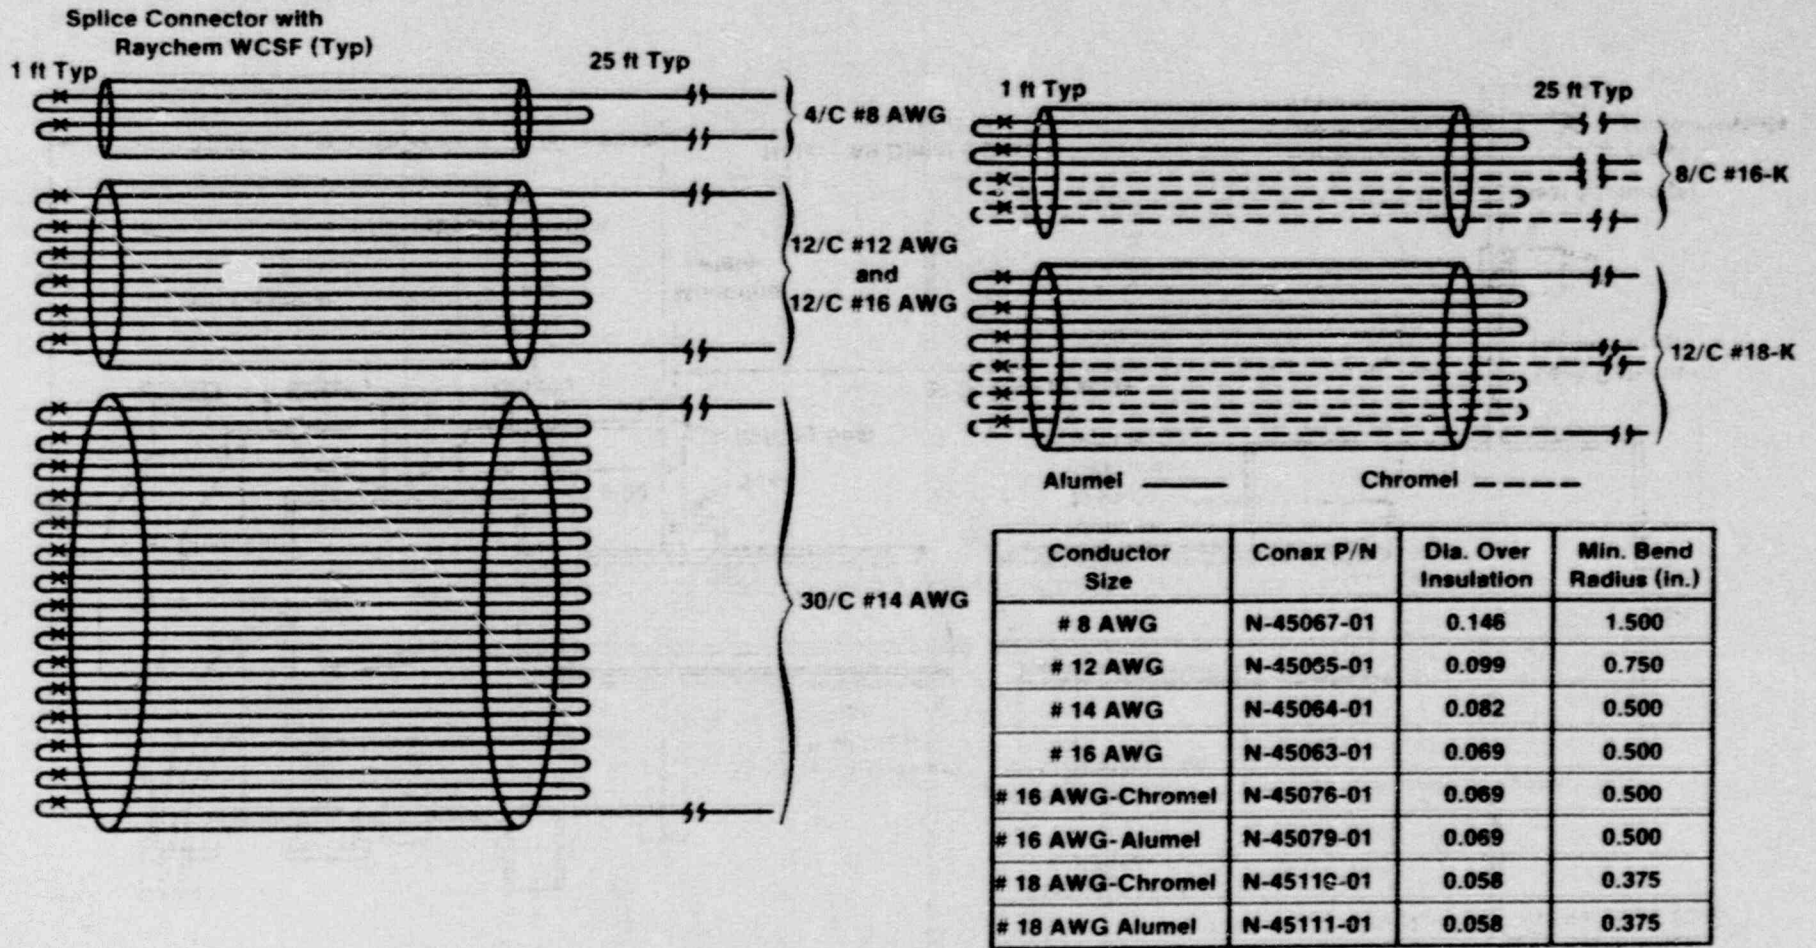 Splice Connector with
Raychem WCSF (Typ)
1 ft Typ
25 ft Typ
4/C #8 AWG
12/C #12 AWG
and
12/C #16 AWG
30/C #14 AWG
1 ft Typ
25 ft Typ
8/C #16-K
12/C #18-K
Alumel
Chromel
Conductor Size | Conax P/N | Dia. Over Insulation | Min. Bend Radius (in.)
# 8 AWG | N-45067-01 | 0.146 | 1.500
# 12 AWG | N-45065-01 | 0.099 | 0.750
# 14 AWG | N-45064-01 | 0.082 | 0.500
# 16 AWG | N-45063-01 | 0.069 | 0.500
# 16 AWG-Chromel | N-45076-01 | 0.069 | 0.500
# 16 AWG-Alumel | N-45079-01 | 0.069 | 0.500
# 18 AWG-Chromel | N-45110-01 | 0.058 | 0.375
# 18 AWG Alumel | N-45111-01 | 0.058 | 0.375